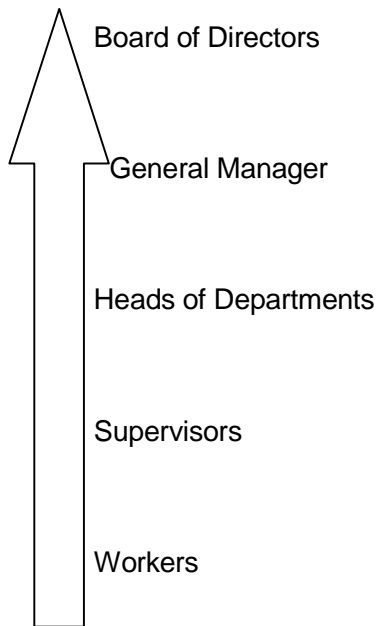 Board of Directors
General Manager
Heads of Departments
Supervisors
Workers